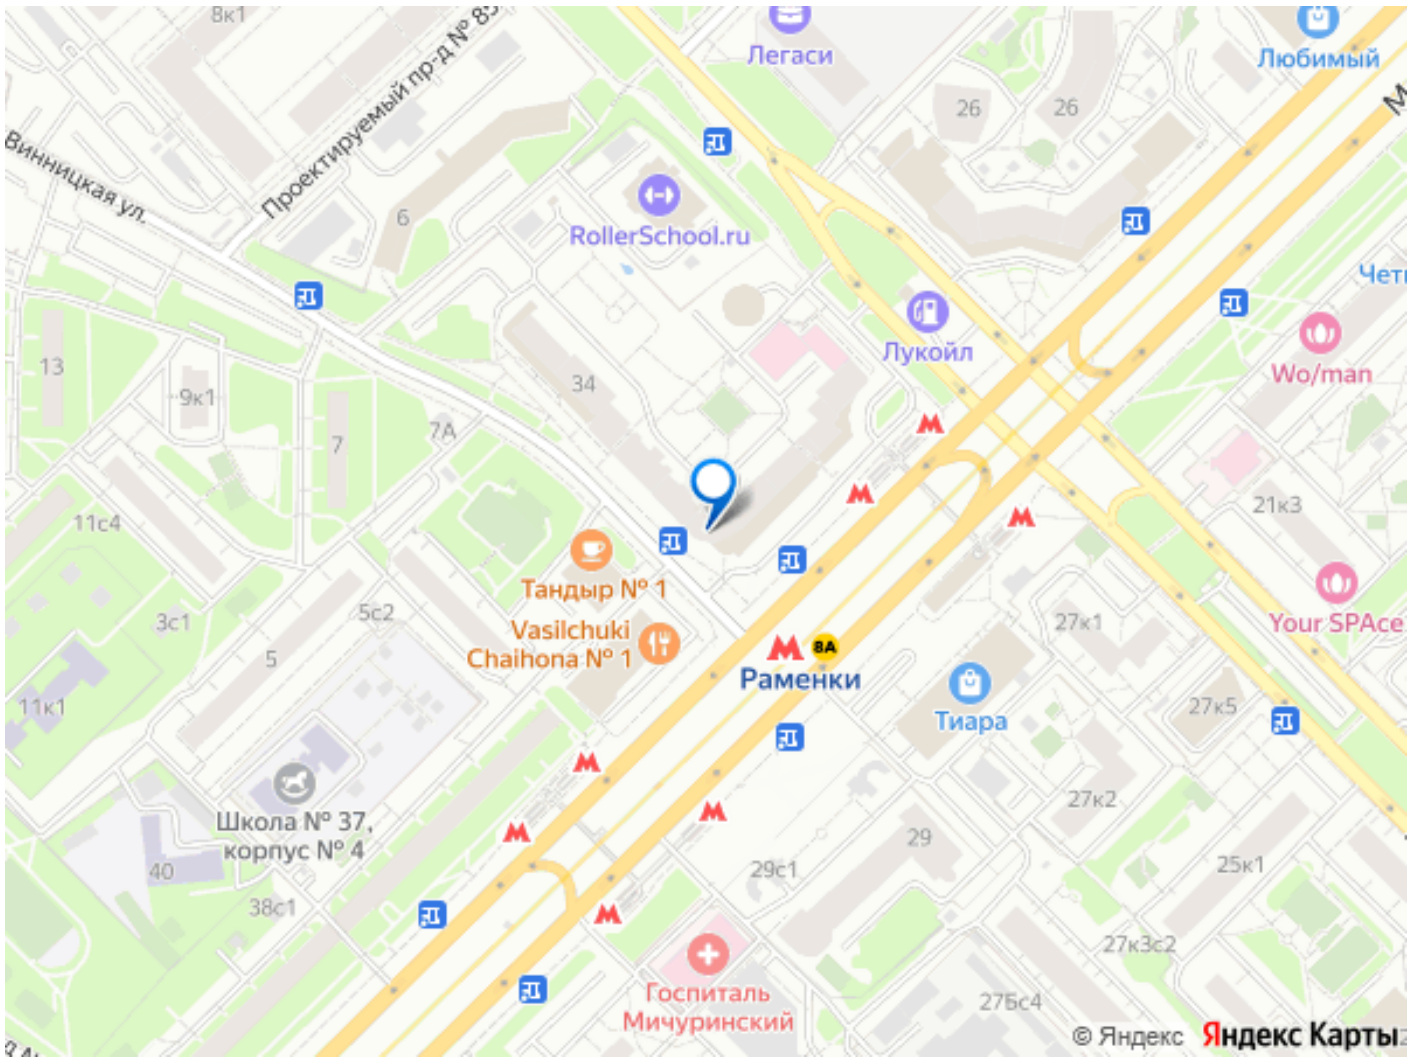 8к1
Легаси
Любимый
Винницкая ул.
Проектируемый пр-д № 85
26
26
6
RollerSchool.ru
Лукойл
Wo/man
13
9к1
34
7
7А
11с4
21к3
Тандыр № 1
Your SPAce
3с1
5с2
27к1
Vasilchuki
Chaihona № 1
5
8А
Раменки
11к1
Тиара
27к5
27к2
Школа № 37,
корпус № 4
29
40
29с1
25к1
38с1
27к3с2
Госпиталь
Мичуринский
27Бс4
© Яндекс
Яндекс Карты